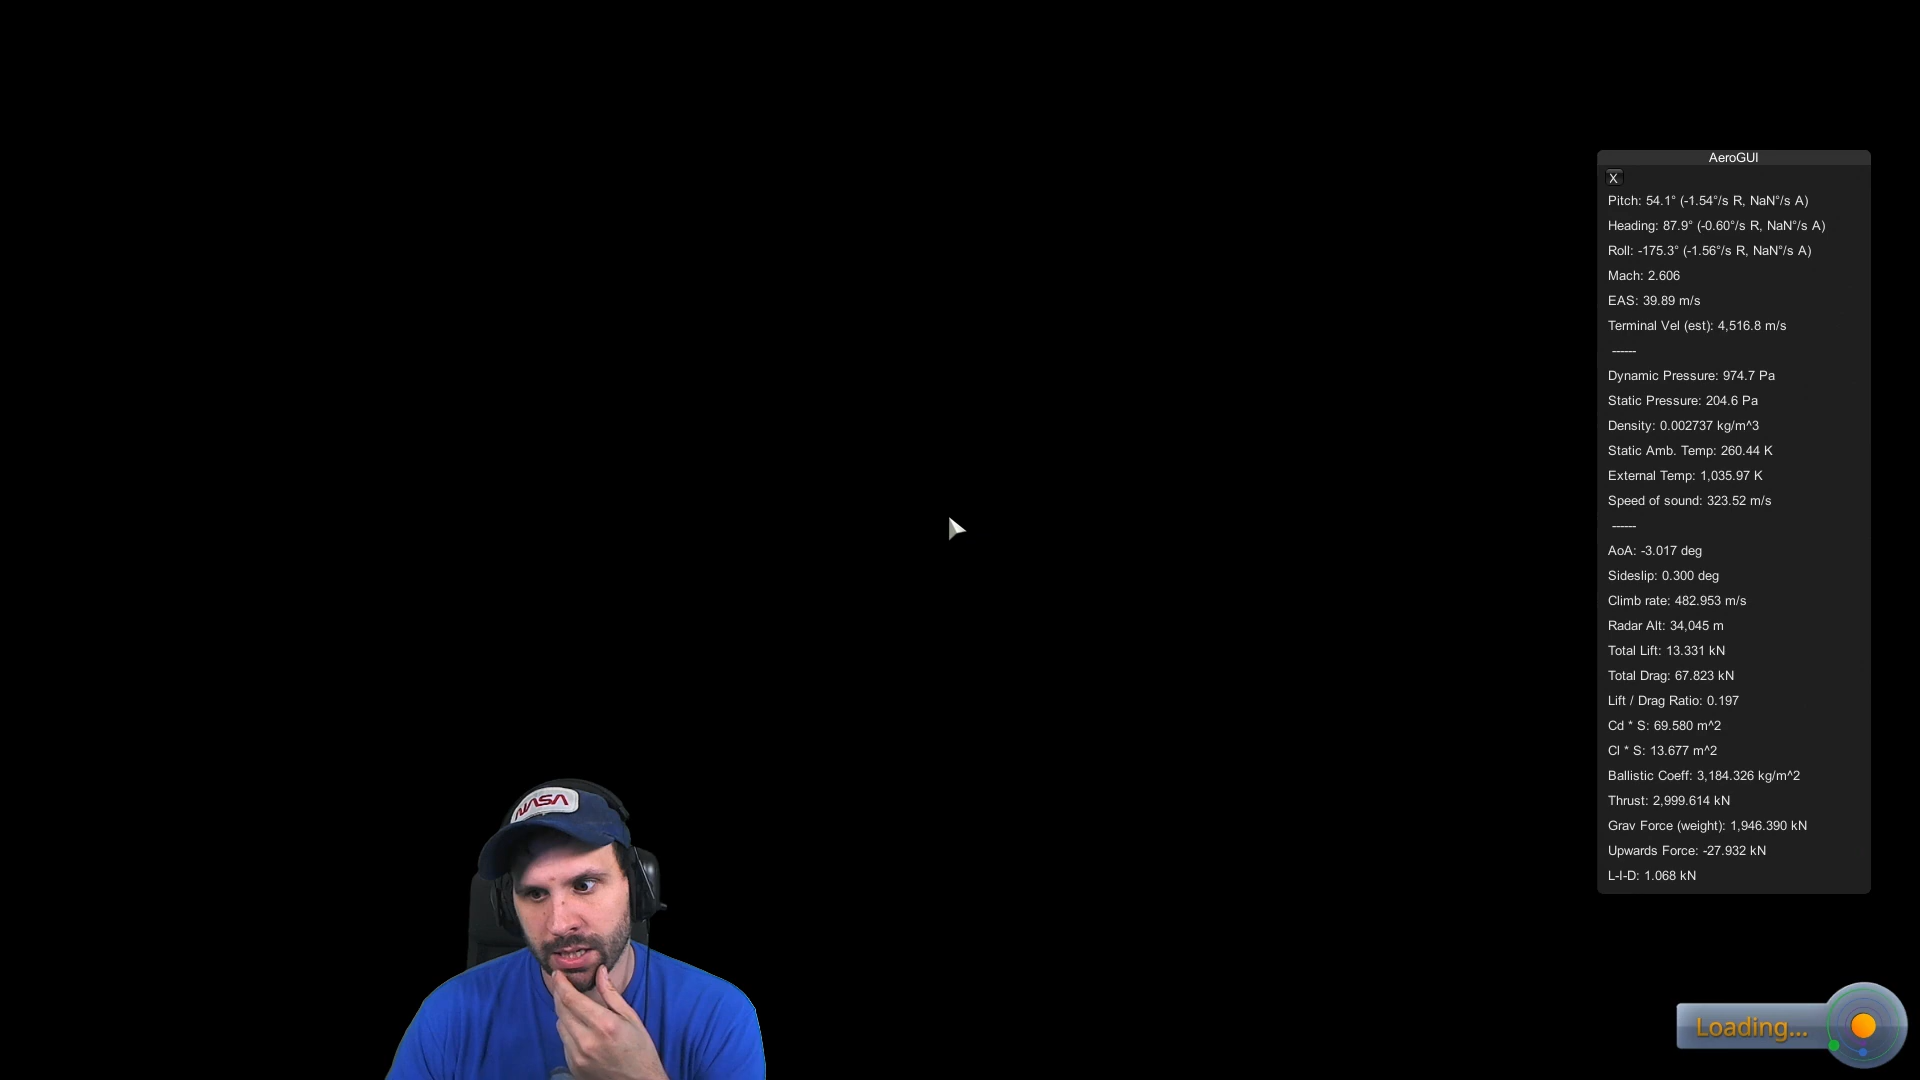 AeroGUI
X
Pitch: 54.1° (-1.54°/s R, NaN°/s A)
Heading: 87.9° (-0.60°/s R, NaN°/s A)
Roll: -175.3° (-1.56°/s R, NaN°/s A)
Mach: 2.606
EAS: 39.89 m/s
Terminal Vel (est): 4,516.8 m/s
------
Dynamic Pressure: 974.7 Pa
Static Pressure: 204.6 Pa
Density: 0.002737 kg/m^3
Static Amb. Temp: 260.44 K
External Temp: 1,035.97 K
Speed of sound: 323.52 m/s
------
AoA: -3.017 deg
Sideslip: 0.300 deg
Climb rate: 482.953 m/s
Radar Alt: 34,045 m
Total Lift: 13.331 kN
Total Drag: 67.823 kN
Lift / Drag Ratio: 0.197
Cd * S: 69.580 m^2
Cl * S: 13.677 m^2
Ballistic Coeff: 3,184.326 kg/m^2
Thrust: 2,999.614 kN
Grav Force (weight): 1,946.390 kN
Upwards Force: -27.932 kN
L-I-D: 1.068 kN
NASA
Loading...